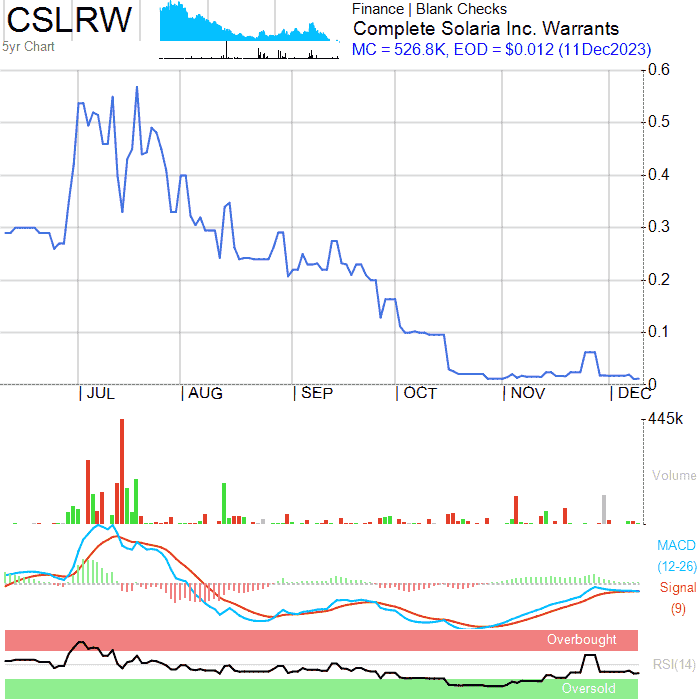 CSLRW
5yr Chart
Finance | Blank Checks
Complete Solaria Inc. Warrants
MC = 526.8K, EOD = $0.012 (11Dec2023)
0.6
0.5
0.4
0.3
0.2
0.1
0
| JUL | AUG | SEP | OCT | NOV | DEC
445k
Volume
MACD
(12-26)
Signal
(9)
Overbought
RSI(14)
Oversold